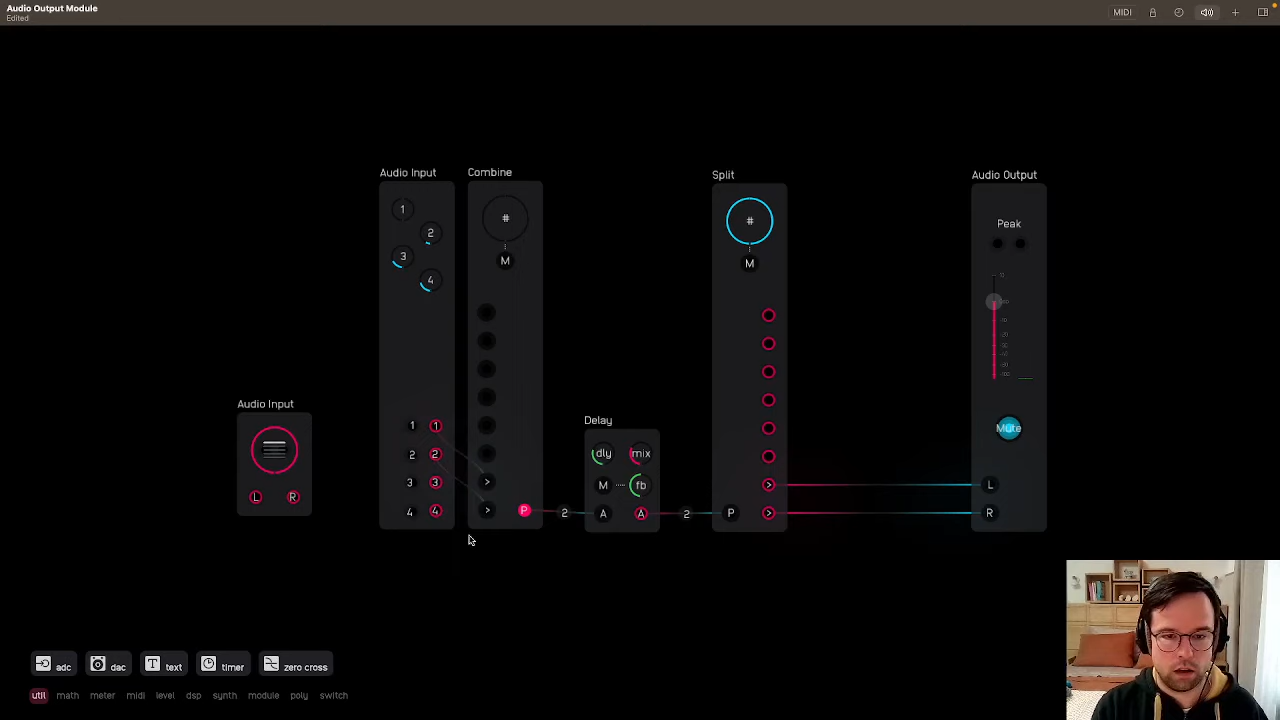 Audio Output Module
Edited
MIDI
Audio Input
Combine
Split
Audio Output
1
2
3
4
#
M
#
M
Peak
Audio Input
L R
1 1
2 2
3 3
4 4
>
>
P
2
Delay
dly mix
M fb
A A
2
P
>
>
Mute
L
R
adc dac text timer zero cross
util math meter midi level dsp synth module poly switch